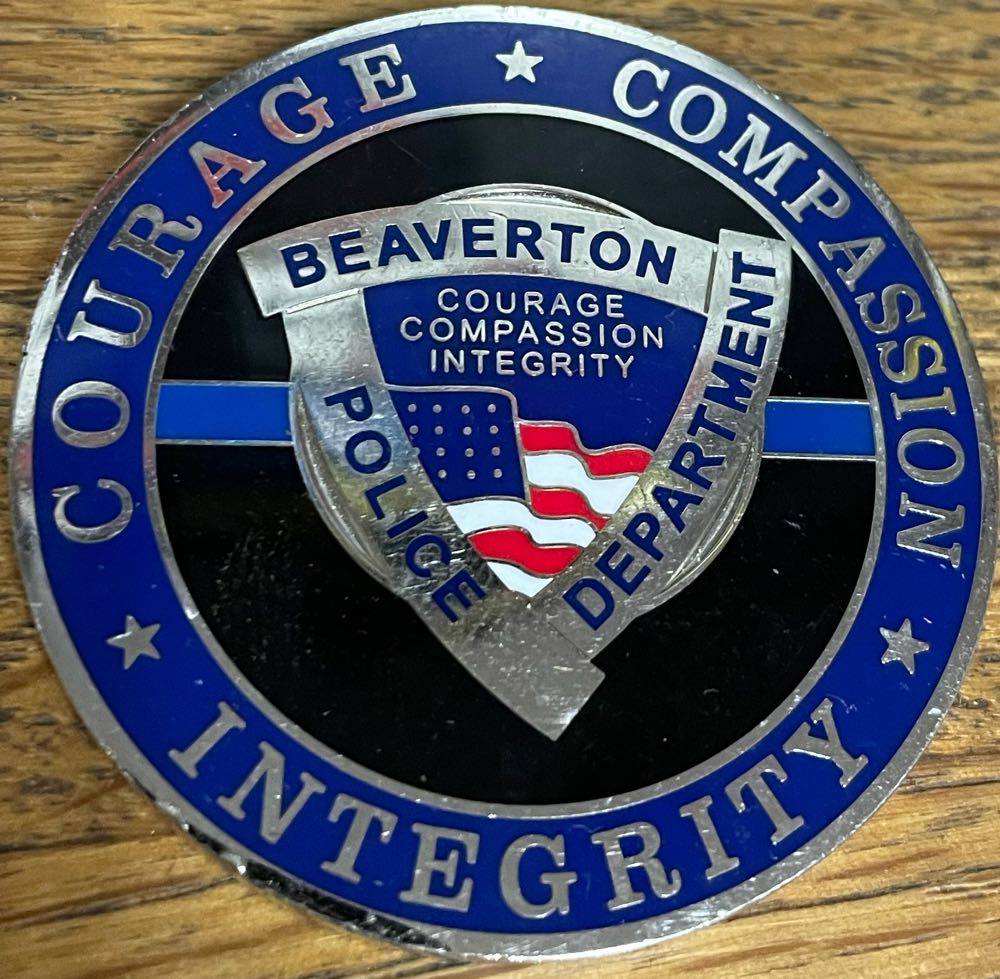 COURAGE ★ COMPASSION ★
INTEGRITY ★
BEAVERTON
POLICE
DEPARTMENT
COURAGE
COMPASSION
INTEGRITY